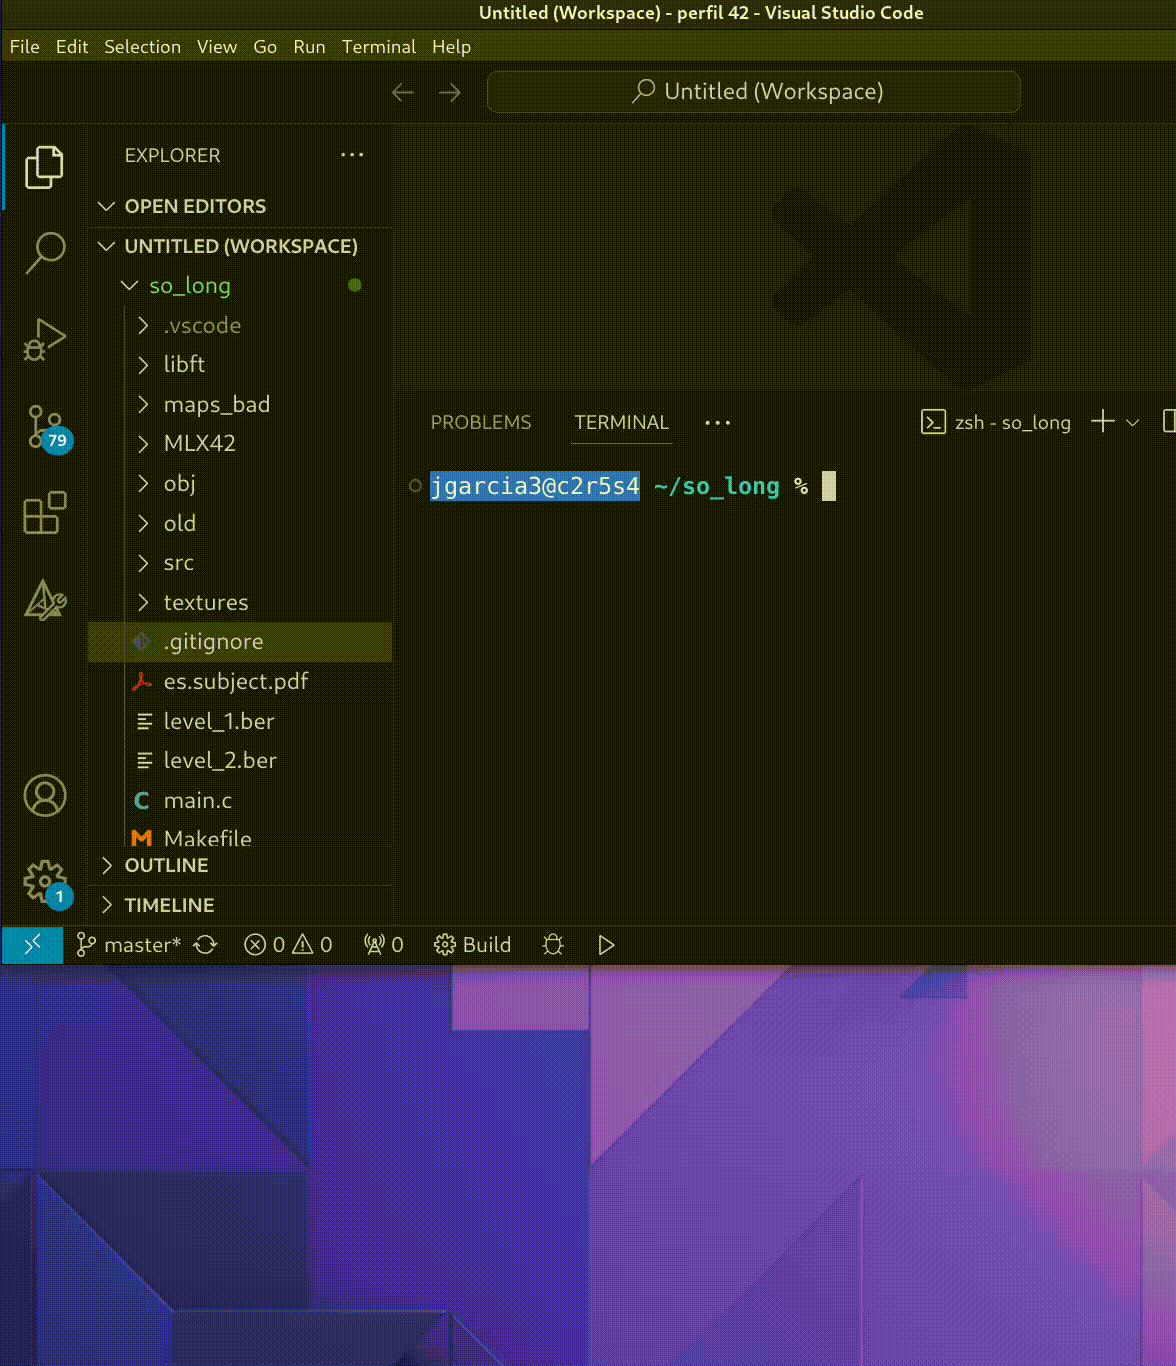 Untitled (Workspace) - perfil 42 - Visual Studio Code
File Edit Selection View Go Run Terminal Help
Untitled (Workspace)
EXPLORER
OPEN EDITORS
UNTITLED (WORKSPACE)
so_long
.vscode
libft
maps_bad
MLX42
obj
old
src
textures
.gitignore
es.subject.pdf
level_1.ber
level_2.ber
C main.c
M Makefile
OUTLINE
TIMELINE
79
1
PROBLEMS TERMINAL ··· zsh - so_long
jgarcia3@c2r5s4 ~/so_long %
master* 0 0 0 Build